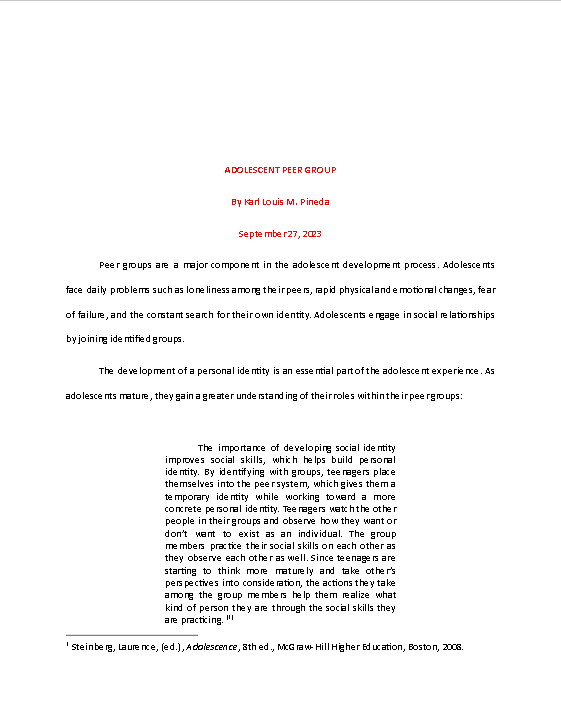 ADOLESCENT PEER GROUP
By Karl Louis M. Pineda
September 27, 2023
Peer groups are a major component in the adolescent development process. Adolescents
face daily problems such as loneliness among their peers, rapid physical and emotional changes, fear
of failure, and the constant search for their own identity. Adolescents engage in social relationships
by joining identified groups.
The development of a personal identity is an essential part of the adolescent experience. As
adolescents mature, they gain a greater understanding of their roles within their peer groups:
The importance of developing social identity
improves social skills, which helps build personal
identity. By identifying with groups, teenagers place
themselves into the peer system, which gives them a
temporary identity while working toward a more
concrete personal identity. Teenagers watch the other
people in their groups and observe how they want or
don't want to exist as an individual. The group
members practice their social skills on each other as
they observe each other as well. Since teenagers are
starting to think more maturely and take other's
perspectives into consideration, the actions they take
among the group members help them realize what
kind of person they are through the social skills they
are practicing. (1)
1 Steinberg, Laurence, (ed.), Adolescence, 8th ed., McGraw-Hill Higher Education, Boston, 2008.